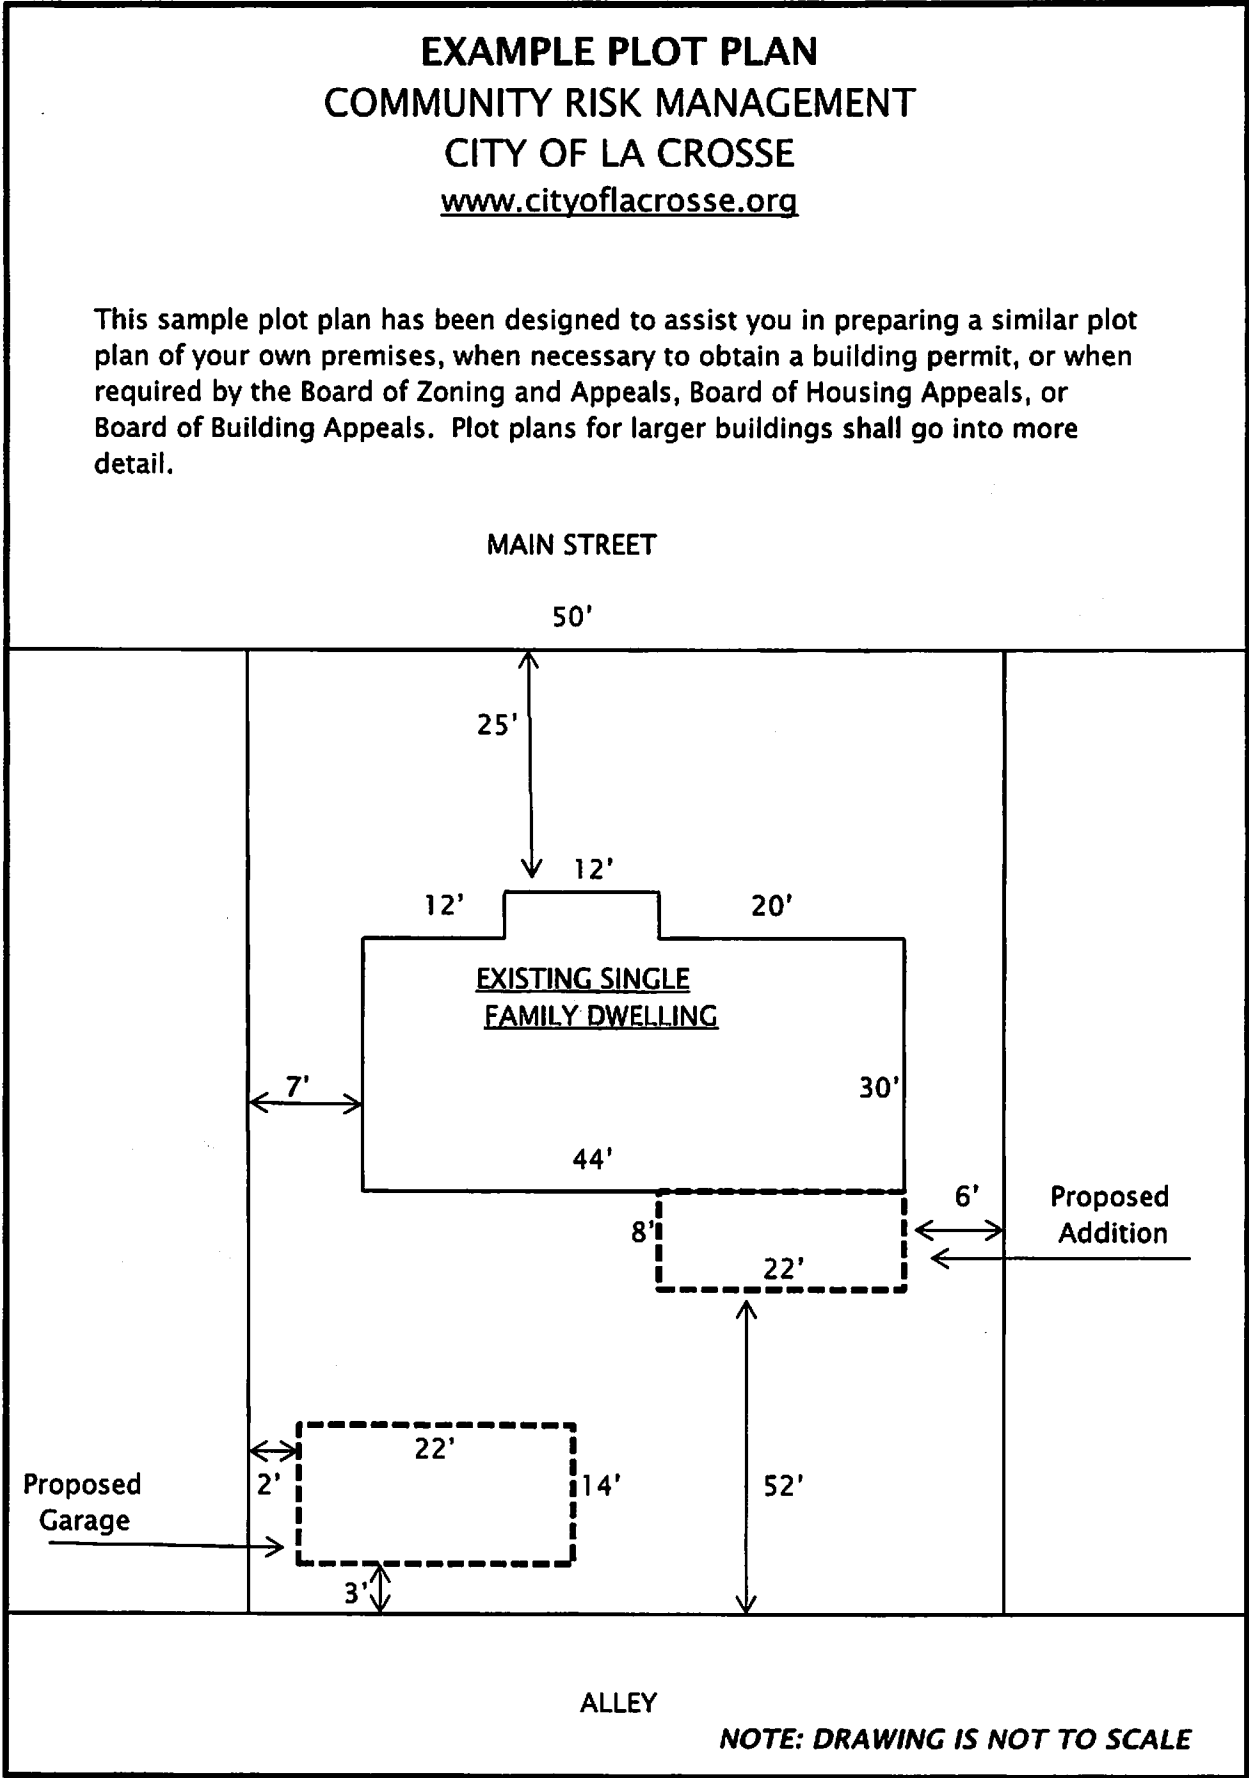 EXAMPLE PLOT PLAN
COMMUNITY RISK MANAGEMENT
CITY OF LA CROSSE
www.cityoflacrosse.org
This sample plot plan has been designed to assist you in preparing a similar plot
plan of your own premises, when necessary to obtain a building permit, or when
required by the Board of Zoning and Appeals, Board of Housing Appeals, or
Board of Building Appeals. Plot plans for larger buildings shall go into more
detail.
MAIN STREET
50'
25'
12'
12'
20'
EXISTING SINGLE
FAMILY DWELLING
7'
30'
44'
6'
Proposed
Addition
8'
22'
22'
2'
14'
52'
Proposed
Garage
3'
ALLEY
NOTE: DRAWING IS NOT TO SCALE